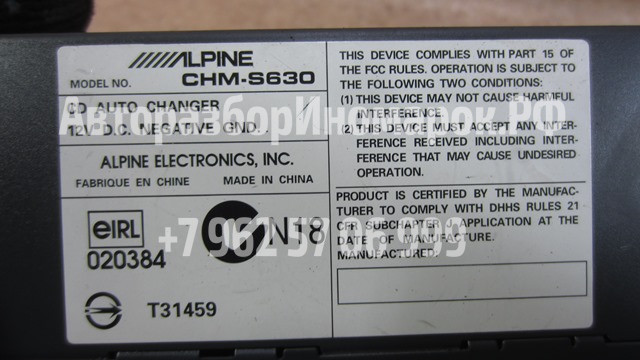 ALPINE
MODEL NO. CHM-S630
CD AUTO CHANGER
12V D.C. NEGATIVE GND.
ALPINE ELECTRONICS, INC.
FABRIQUE EN CHINE MADE IN CHINA
eIRL
020384
N18
T31459
THIS DEVICE COMPLIES WITH PART 15 OF
THE FCC RULES. OPERATION IS SUBJECT TO
THE FOLLOWING TWO CONDITIONS:
(1) THIS DEVICE MAY NOT CAUSE HARMFUL
INTERFERENCE.
(2) THIS DEVICE MUST ACCEPT ANY INTER-
FERENCE RECEIVED INCLUDING INTER-
FERENCE THAT MAY CAUSE UNDESIRED
OPERATION.
PRODUCT IS CERTIFIED BY THE MANUFAC-
TURER TO COMPLY WITH DHHS RULES 21
CFR SUBCHAPTER J APPLICATION AT THE
DATE OF MANUFACTURE.
MANUFACTURED.
АвторазборИномарок.РФ